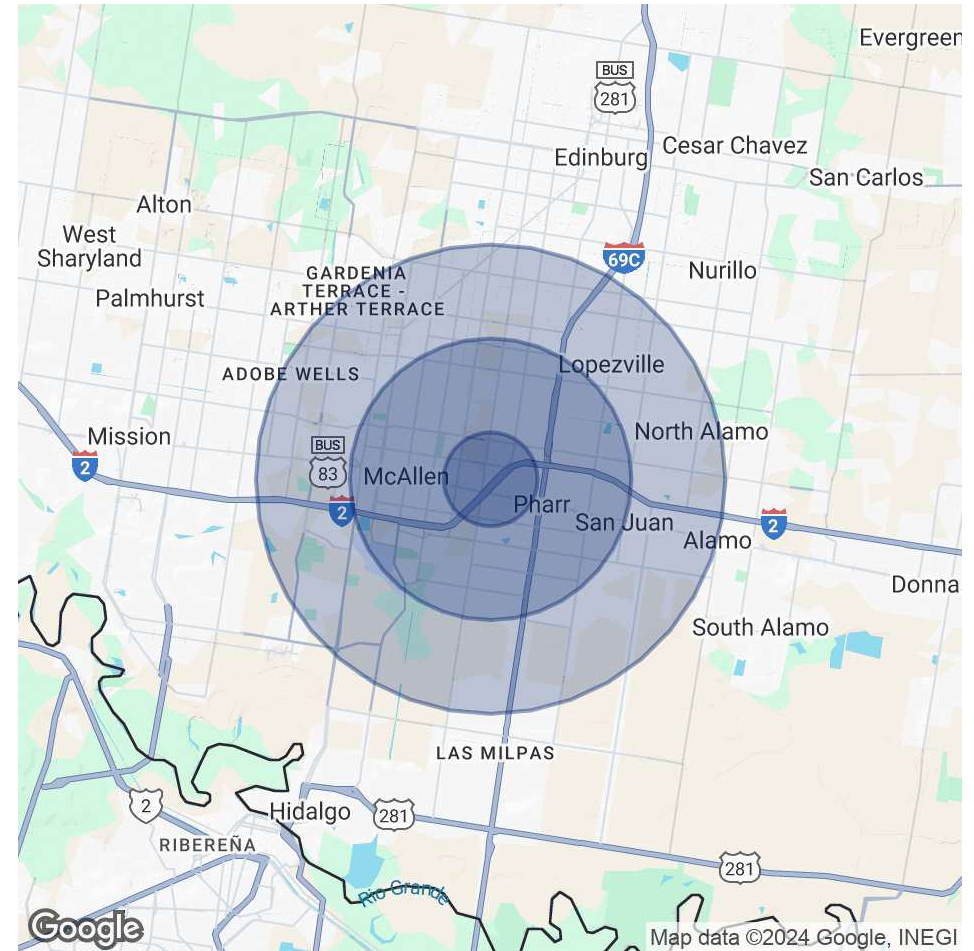 Evergreen
BUS
281
Edinburg
Cesar Chavez
San Carlos
Alton
West
Sharyland
69C
Nurillo
GARDENIA
TERRACE -
ARTHER TERRACE
Palmhurst
Lopezville
ADOBE WELLS
North Alamo
Mission
BUS
83
2
McAllen
Pharr
2
San Juan
2
Alamo
Donna
South Alamo
LAS MILPAS
2
Hidalgo
281
RIBEREÑA
281
Rio Grande
Google
Map data ©2024 Google, INEGI